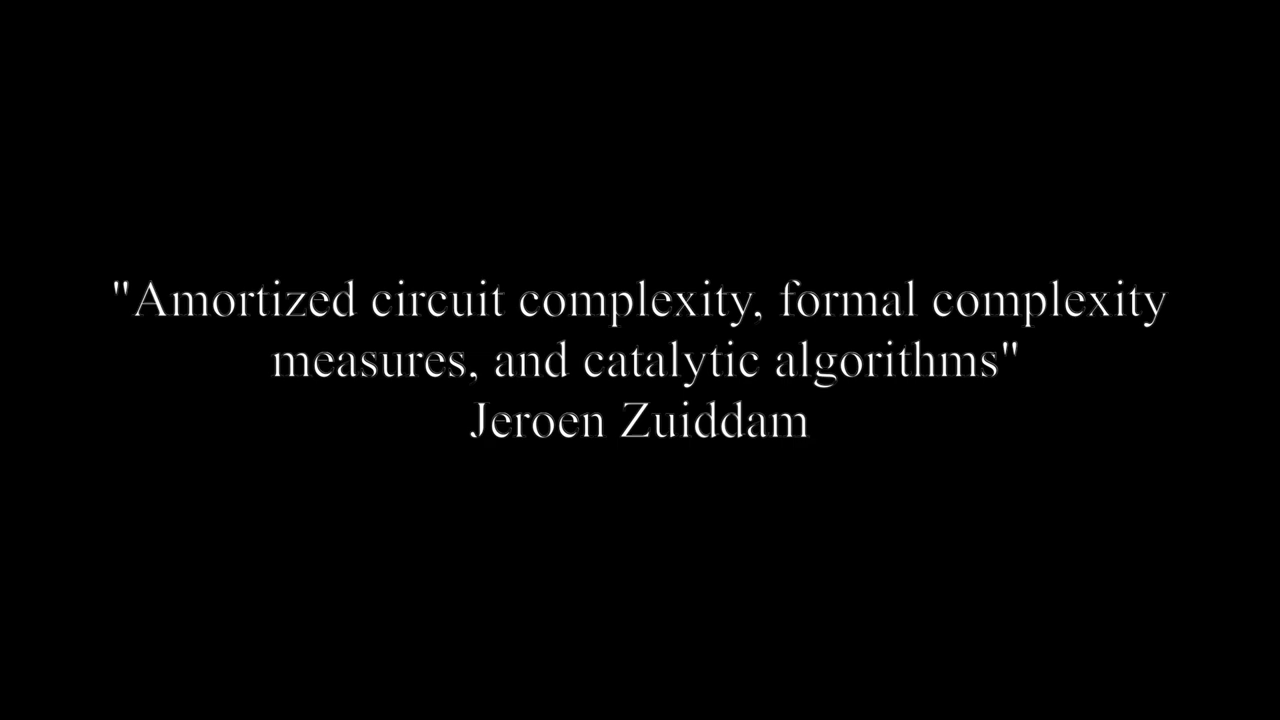 "Amortized circuit complexity, formal complexity
measures, and catalytic algorithms"
Jeroen Zuiddam